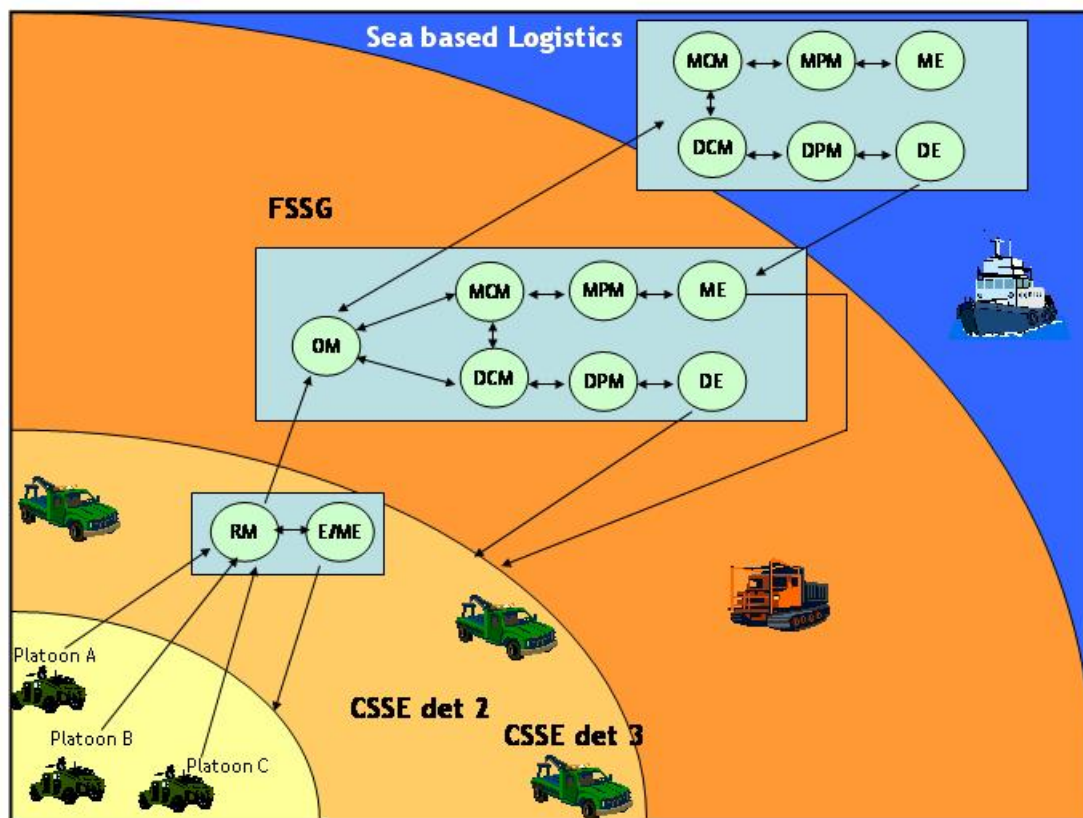 Sea based Logistics
MCM MPM ME
DCM DPM DE
FSSG
MCM MPM ME
OM
DCM DPM DE
RM E/ME
Platoon A
CSSE det 2
Platoon B
CSSE det 3
Platoon C